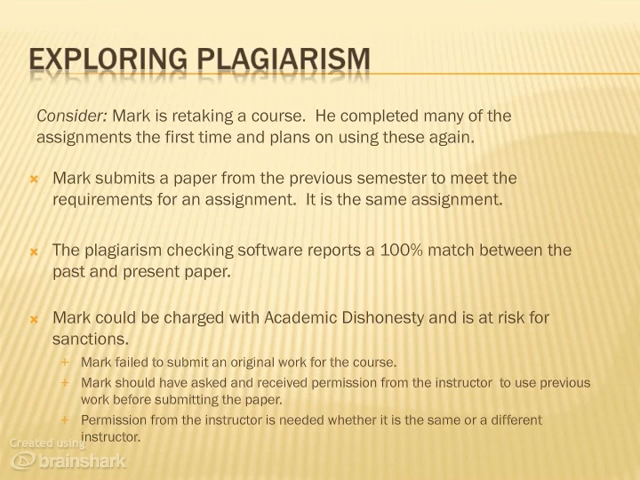 EXPLORING PLAGIARISM
Consider: Mark is retaking a course. He completed many of the
assignments the first time and plans on using these again.
Mark submits a paper from the previous semester to meet the
requirements for an assignment. It is the same assignment.
The plagiarism checking software reports a 100% match between the
past and present paper.
Mark could be charged with Academic Dishonesty and is at risk for
sanctions.
Mark failed to submit an original work for the course.
Mark should have asked and received permission from the instructor to use previous
work before submitting the paper.
Permission from the instructor is needed whether it is the same or a different
instructor.
Created using
brainshark